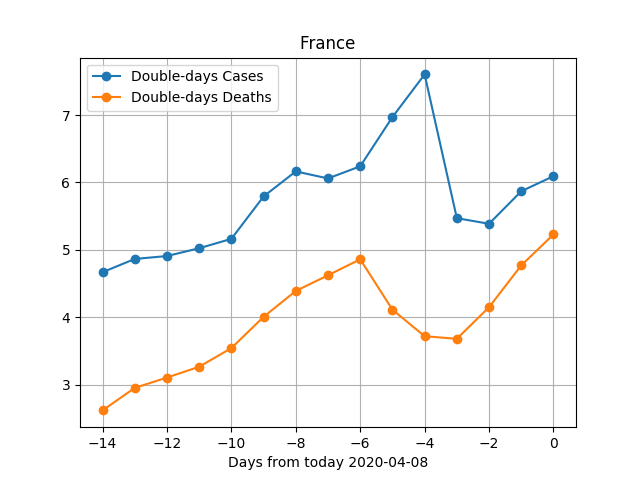 France
Double-days Cases
Double-days Deaths
7
6
5
4
3
−14 −12 −10 −8 −6 −4 −2 0
Days from today 2020-04-08